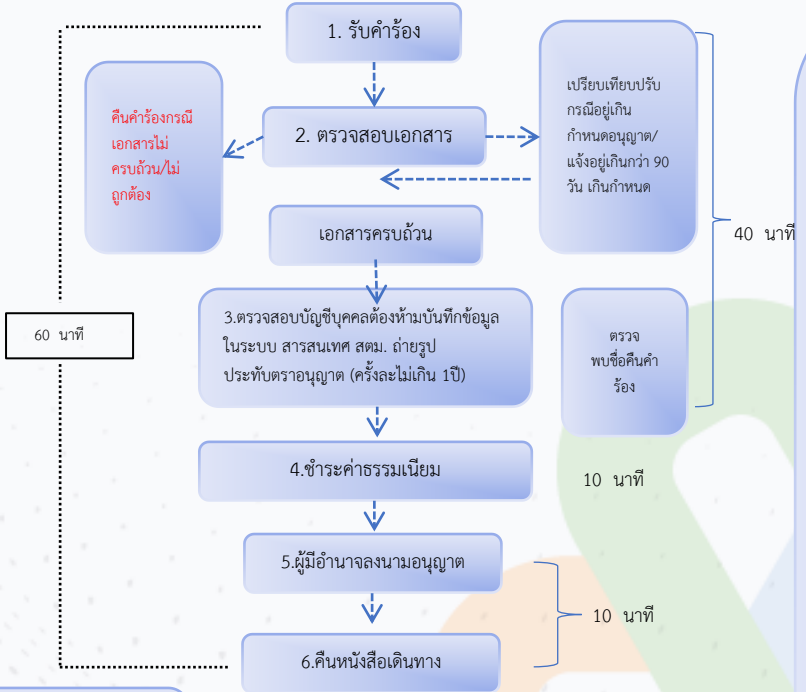 1. รับคำร้อง
คืนคำร้องกรณี
เอกสารไม่
ครบถ้วน/ไม่
ถูกต้อง
2. ตรวจสอบเอกสาร
เปรียบเทียบปรับ
กรณีอยู่เกิน
กำหนดอนุญาต/
แจ้งอยู่เกินกว่า 90
วัน เกินกำหนด
40 นาที
เอกสารครบถ้วน
60 นาที
3.ตรวจสอบบัญชีบุคคลต้องห้ามบันทึกข้อมูล
ในระบบ สารสนเทศ สตม. ถ่ายรูป
ประทับตราอนุญาต (ครั้งละไม่เกิน 1ปี)
ตรวจ
พบชื่อคืนคำ
ร้อง
4.ชำระค่าธรรมเนียม
10 นาที
5.ผู้มีอำนาจลงนามอนุญาต
10 นาที
6.คืนหนังสือเดินทาง